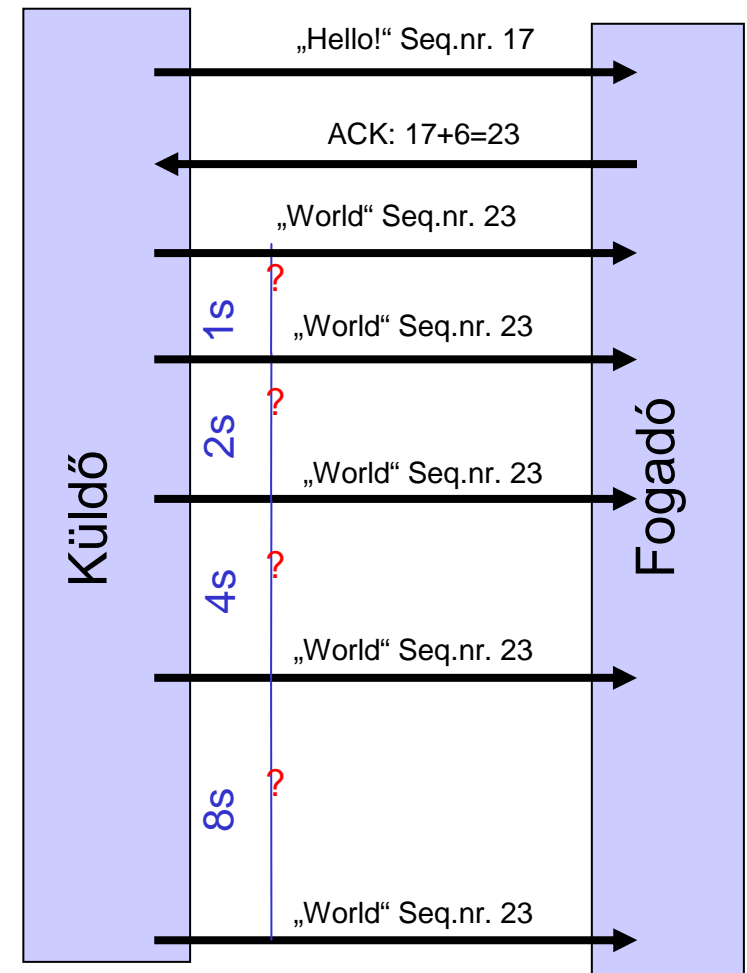 „Hello!“ Seq.nr. 17
ACK: 17+6=23
„World“ Seq.nr. 23
?
1s
„World“ Seq.nr. 23
?
2s
„World“ Seq.nr. 23
Küldő
Fogadó
?
4s
„World“ Seq.nr. 23
?
8s
„World“ Seq.nr. 23